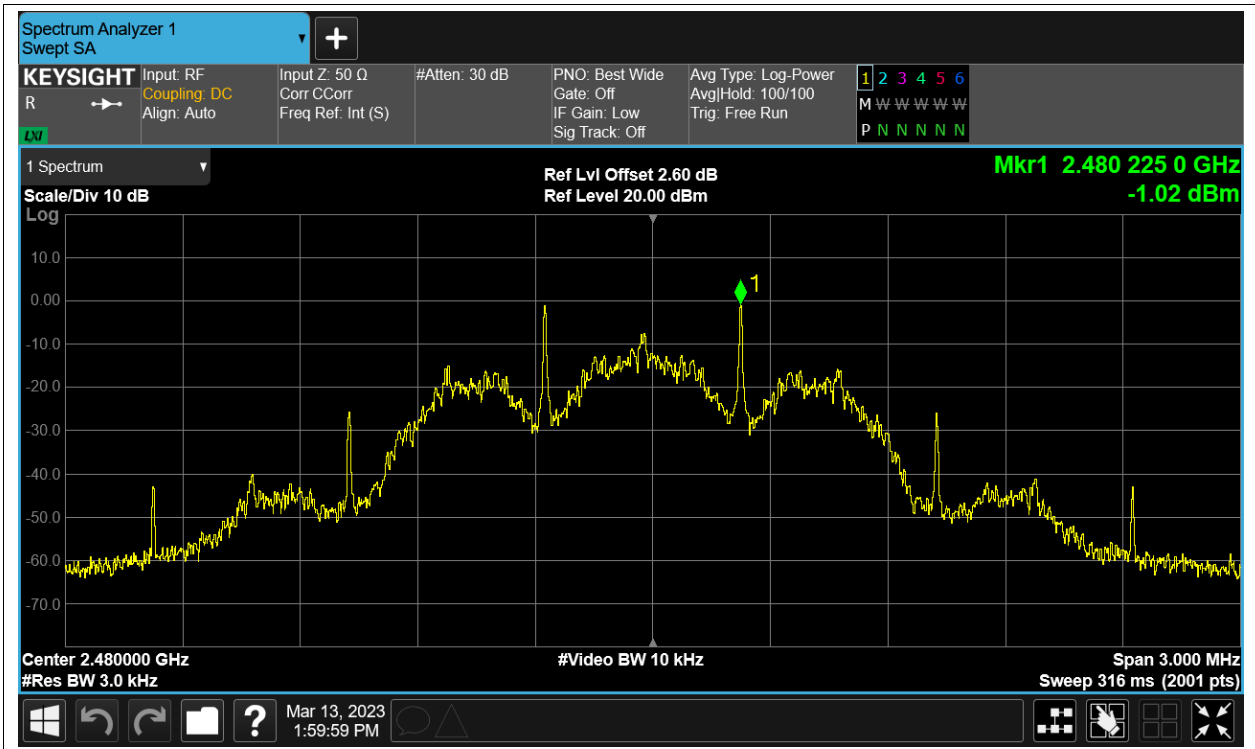 Spectrum Analyzer 1
Swept SA
KEYSIGHT
R
LXI
Input: RF
Coupling: DC
Align: Auto
Input Z: 50 Ω
Corr CCorr
Freq Ref: Int (S)
#Atten: 30 dB
PNO: Best Wide
Gate: Off
IF Gain: Low
Sig Track: Off
Avg Type: Log-Power
Avg|Hold: 100/100
Trig: Free Run
1 2 3 4 5 6
M W W W W W
P N N N N N
1 Spectrum
Scale/Div 10 dB
Log
Ref Lvl Offset 2.60 dB
Ref Level 20.00 dBm
Mkr1 2.480 225 0 GHz
-1.02 dBm
1
10.0
0.00
-10.0
-20.0
-30.0
-40.0
-50.0
-60.0
-70.0
Center 2.480000 GHz
#Res BW 3.0 kHz
#Video BW 10 kHz
Span 3.000 MHz
Sweep 316 ms (2001 pts)
?
Mar 13, 2023
1:59:59 PM